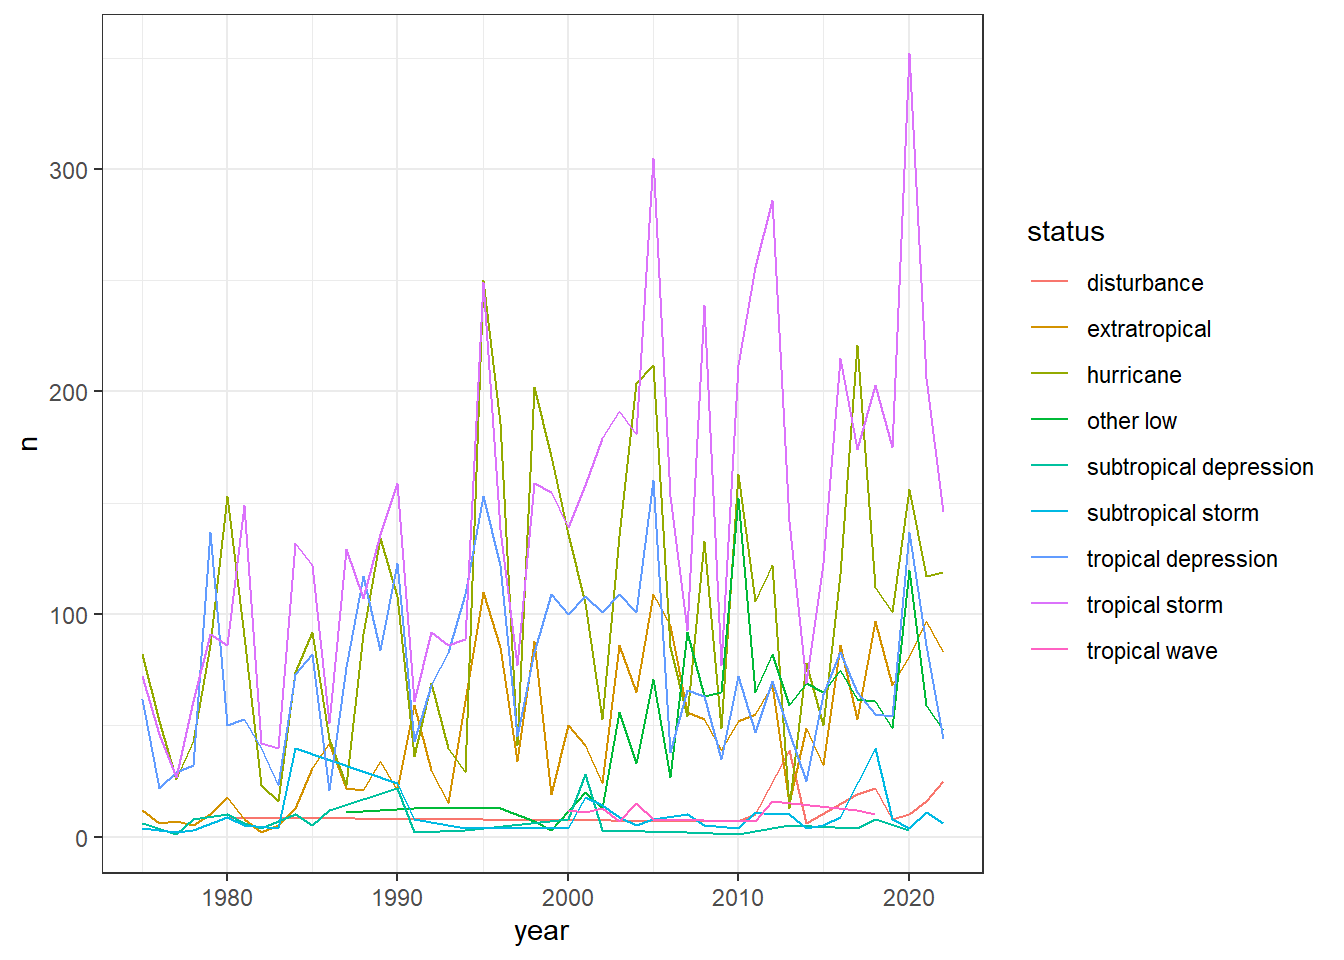 300
200
100
0
n
1980 1990 2000 2010 2020
year
status
disturbance
extratropical
hurricane
other low
subtropical depression
subtropical storm
tropical depression
tropical storm
tropical wave